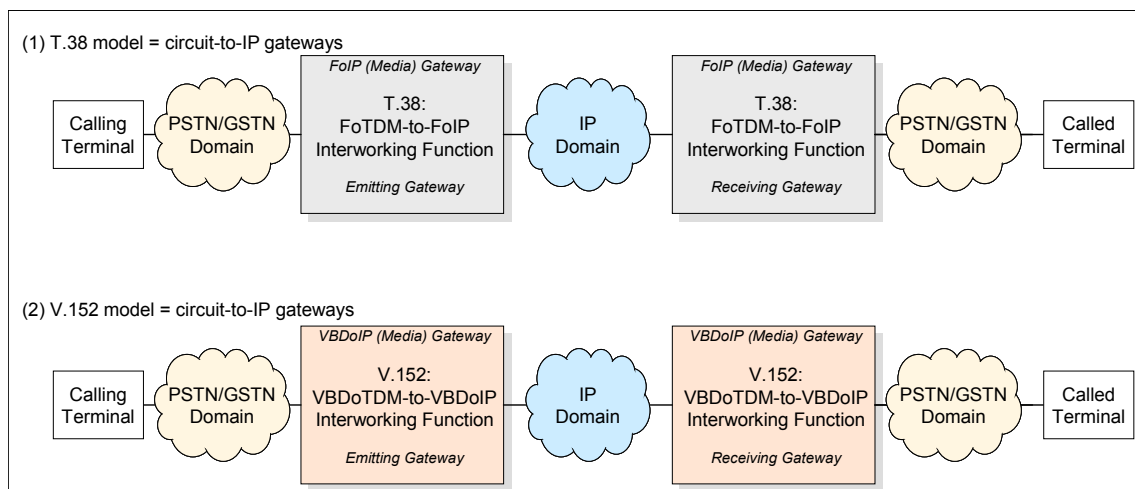 (1) T.38 model = circuit-to-IP gateways
Calling
Terminal
PSTN/GSTN
Domain
FoIP (Media) Gateway
T.38:
FoTDM-to-FoIP
Interworking Function
Emitting Gateway
IP
Domain
FoIP (Media) Gateway
T.38:
FoTDM-to-FoIP
Interworking Function
Receiving Gateway
PSTN/GSTN
Domain
Called
Terminal
(2) V.152 model = circuit-to-IP gateways
Calling
Terminal
PSTN/GSTN
Domain
VBDoIP (Media) Gateway
V.152:
VBDoTDM-to-VBDoIP
Interworking Function
Emitting Gateway
IP
Domain
VBDoIP (Media) Gateway
V.152:
VBDoTDM-to-VBDoIP
Interworking Function
Receiving Gateway
PSTN/GSTN
Domain
Called
Terminal